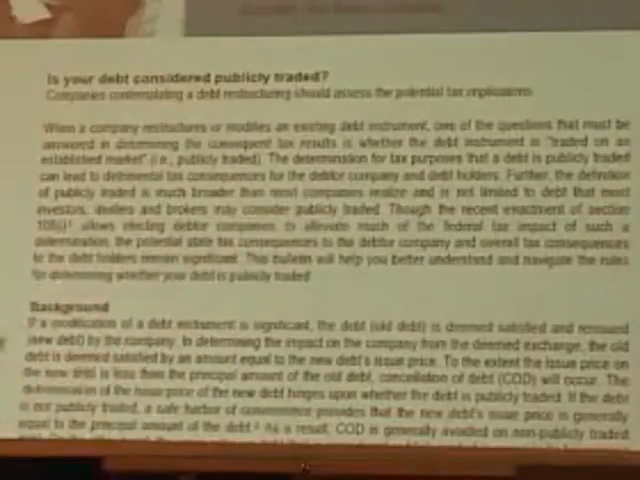 Is your debt considered publicly traded?
Companies contemplating a debt restructuring should assess the potential tax implications.
When a company restructures or modifies an existing debt instrument, one of the questions that must be
answered in determining the consequent tax results is whether the debt instrument is "traded on an
established market" (i.e., publicly traded). The determination for tax purposes that a debt is publicly traded
can lead to detrimental tax consequences for the debtor company and debt holders. Further, the definition
of publicly traded is much broader than most companies realize and is not limited to debt that most
investors, dealers and brokers may consider publicly traded. Though the recent enactment of section
108(i)¹ allows electing debtor companies to alleviate much of the federal tax impact of such a
determination, the potential state tax consequences to the debtor company and overall tax consequences
to the debt holders remain significant. This bulletin will help you better understand and navigate the rules
for determining whether your debt is publicly traded.
Background
If a modification of a debt instrument is significant, the debt (old debt) is deemed satisfied and reissued
(new debt) by the company. In determining the impact on the company from the deemed exchange, the old
debt is deemed satisfied by an amount equal to the new debt's issue price. To the extent the issue price on
the new debt is less than the principal amount of the old debt, cancellation of debt (COD) will occur. The
determination of the issue price of the new debt hinges upon whether the debt is publicly traded. If the debt
is not publicly traded, a safe harbor of convenience provides that the new debt's issue price is generally
equal to the principal amount of the debt.² As a result, COD is generally avoided on non-publicly traded